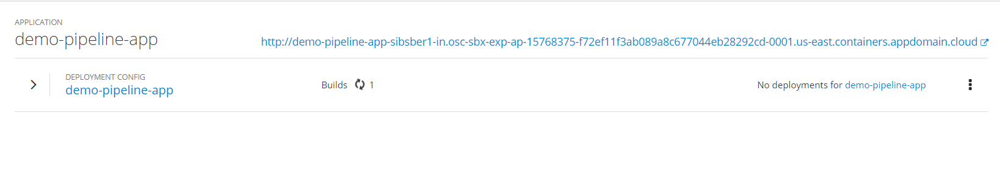 APPLICATION
demo-pipeline-app
http://demo-pipeline-app-sibsber1-in.osc-sbx-exp-ap-15768375-f72ef11f3ab089a8c677044eb28292cd-0001.us-east.containers.appdomain.cloud
DEPLOYMENT CONFIG
demo-pipeline-app
Builds 1
No deployments for demo-pipeline-app